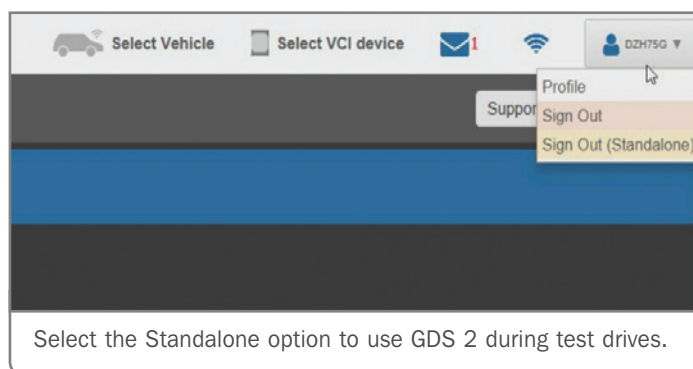 Select Vehicle Select VCI device 1 DZH75G ▼
Profile
Suppor Sign Out
Sign Out (Standalone)
Select the Standalone option to use GDS 2 during test drives.